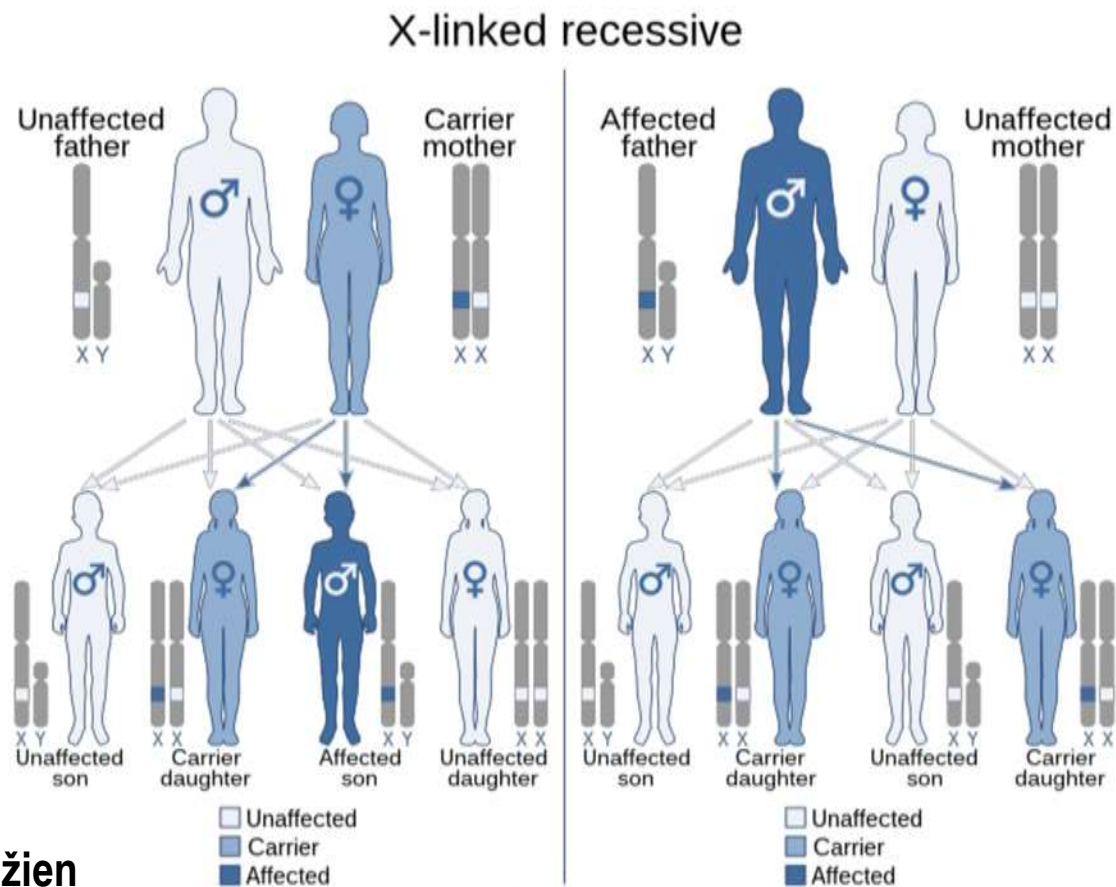 X-linked recessive
Unaffected
father
Carrier
mother
X Y
X X
X Y
X X
X X
X Y
Unaffected
son
Carrier
daughter
Affected
son
Unaffected
daughter
Unaffected
Carrier
Affected
Affected
father
Unaffected
mother
X Y
X X
X Y
X X
X Y
X X
Unaffected
son
Carrier
daughter
Unaffected
son
Carrier
daughter
Unaffected
Carrier
Affected
žien